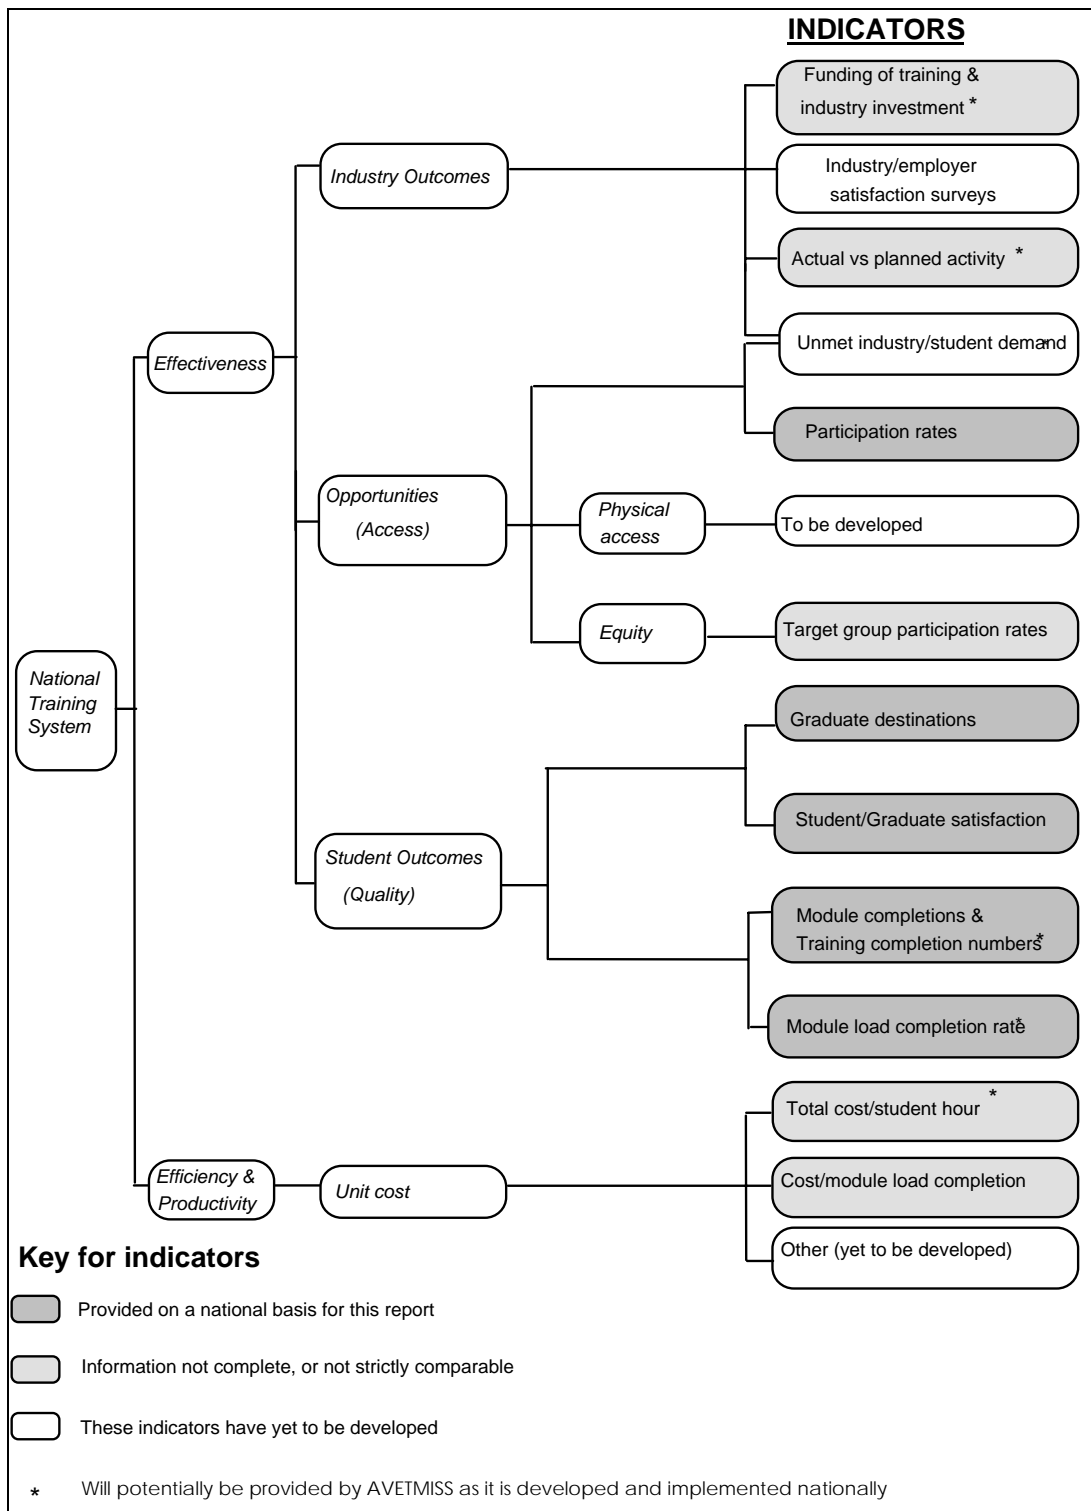 INDICATORS
Funding of training &
industry investment *
Industry/employer
satisfaction surveys
Industry Outcomes
Actual vs planned activity *
Unmet industry/student demand *
Effectiveness
Participation rates
Opportunities
(Access)
Physical
access
To be developed
Equity
Target group participation rates
National
Training
System
Graduate destinations
Student/Graduate satisfaction
Student Outcomes
(Quality)
Module completions &
Training completion numbers *
Module load completion rate *
Total cost/student hour *
Efficiency &
Productivity
Unit cost
Cost/module load completion
Other (yet to be developed)
Key for indicators
Provided on a national basis for this report
Information not complete, or not strictly comparable
These indicators have yet to be developed
* Will potentially be provided by AVETMISS as it is developed and implemented nationally